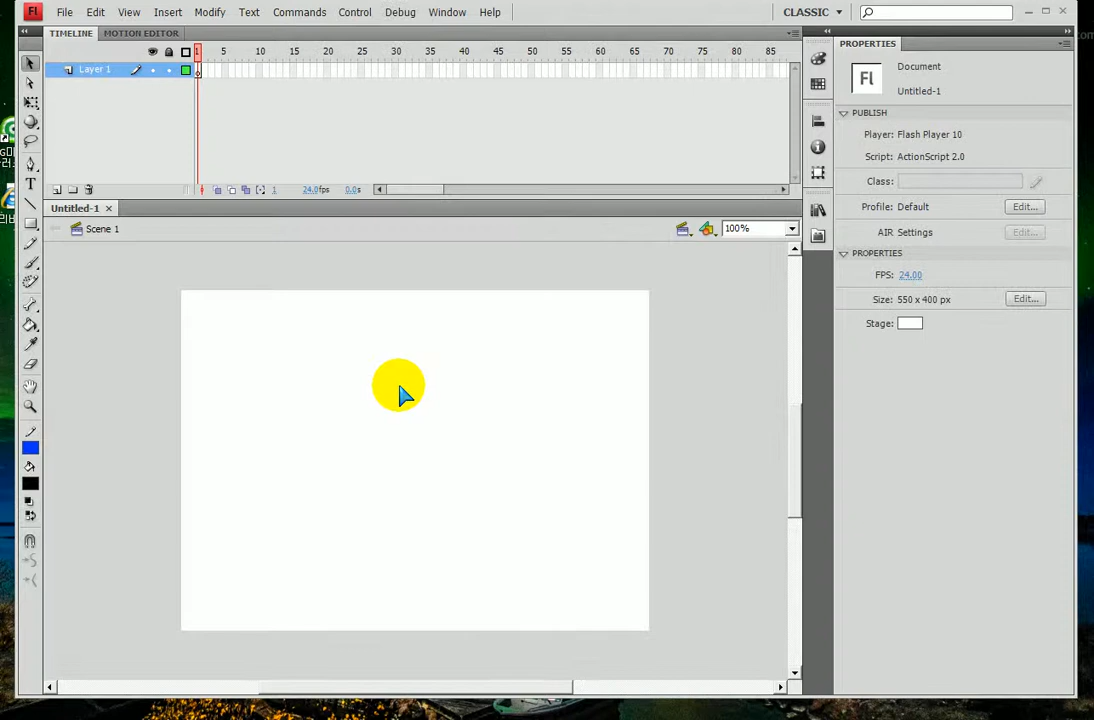 Fl File Edit View Insert Modify Text Commands Control Debug Window Help CLASSIC
TIMELINE MOTION EDITOR
1 5 10 15 20 25 30 35 40 45 50 55 60 65 70 75 80 85
Layer 1
1 24.0fps 0.0s
Untitled-1
Scene 1 100%
T
PROPERTIES
Fl
Document
Untitled-1
PUBLISH
Player: Flash Player 10
Script: ActionScript 2.0
Class:
Profile: Default Edit...
AIR Settings Edit...
PROPERTIES
FPS: 24.00
Size: 550 x 400 px Edit...
Stage: